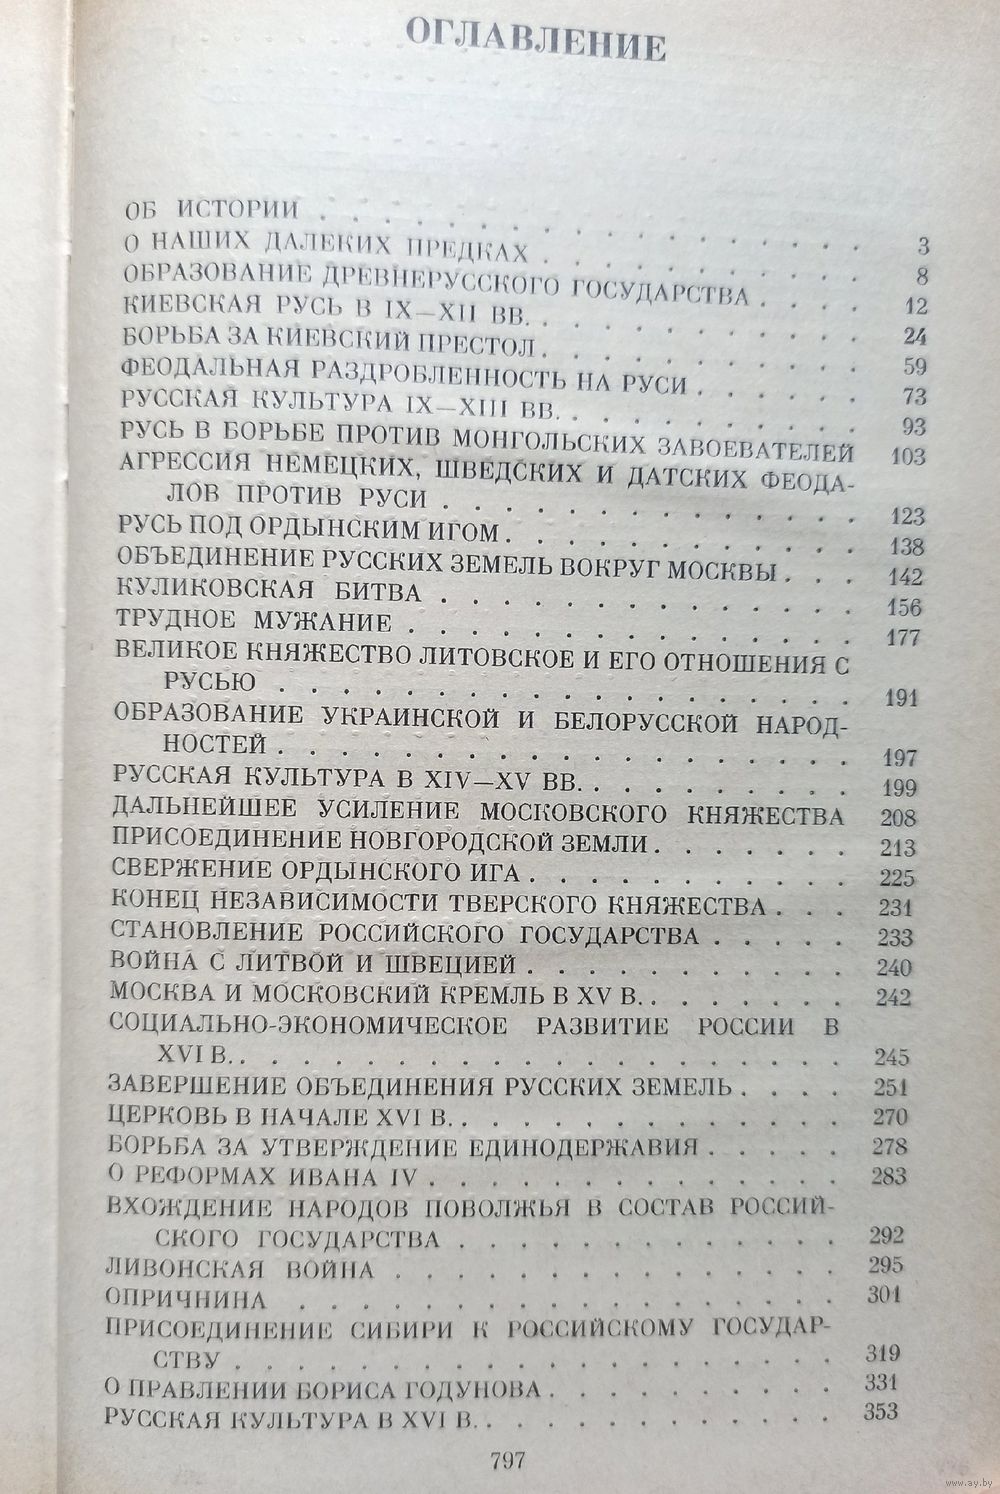 ОГЛАВЛЕНИЕ
ОБ ИСТОРИИ . . . . . . . . . . . . . . . . . 3
О НАШИХ ДАЛЕКИХ ПРЕДКАХ . . . . . . . . . . 8
ОБРАЗОВАНИЕ ДРЕВНЕРУССКОГО ГОСУДАРСТВА . . . . 12
КИЕВСКАЯ РУСЬ В IX—XII ВВ. . . . . . . . . . . 24
БОРЬБА ЗА КИЕВСКИЙ ПРЕСТОЛ . . . . . . . . . . 59
ФЕОДАЛЬНАЯ РАЗДРОБЛЕННОСТЬ НА РУСИ . . . . . . 73
РУССКАЯ КУЛЬТУРА IX—XIII ВВ. . . . . . . . . . 93
РУСЬ В БОРЬБЕ ПРОТИВ МОНГОЛЬСКИХ ЗАВОЕВАТЕЛЕЙ 103
АГРЕССИЯ НЕМЕЦКИХ, ШВЕДСКИХ И ДАТСКИХ ФЕОДА-
ЛОВ ПРОТИВ РУСИ . . . . . . . . . . . . . 123
РУСЬ ПОД ОРДЫНСКИМ ИГОМ . . . . . . . . . . . 138
ОБЪЕДИНЕНИЕ РУССКИХ ЗЕМЕЛЬ ВОКРУГ МОСКВЫ . . . 142
КУЛИКОВСКАЯ БИТВА . . . . . . . . . . . . . 156
ТРУДНОЕ МУЖАНИЕ . . . . . . . . . . . . . . 177
ВЕЛИКОЕ КНЯЖЕСТВО ЛИТОВСКОЕ И ЕГО ОТНОШЕНИЯ С
РУСЬЮ . . . . . . . . . . . . . . . . . . 191
ОБРАЗОВАНИЕ УКРАИНСКОЙ И БЕЛОРУССКОЙ НАРОД-
НОСТЕЙ . . . . . . . . . . . . . . . . . . 197
РУССКАЯ КУЛЬТУРА В XIV—XV ВВ. . . . . . . . . 199
ДАЛЬНЕЙШЕЕ УСИЛЕНИЕ МОСКОВСКОГО КНЯЖЕСТВА 208
ПРИСОЕДИНЕНИЕ НОВГОРОДСКОЙ ЗЕМЛИ . . . . . . . 213
СВЕРЖЕНИЕ ОРДЫНСКОГО ИГА . . . . . . . . . . . 225
КОНЕЦ НЕЗАВИСИМОСТИ ТВЕРСКОГО КНЯЖЕСТВА . . . 231
СТАНОВЛЕНИЕ РОССИЙСКОГО ГОСУДАРСТВА . . . . . 233
ВОЙНА С ЛИТВОЙ И ШВЕЦИЕЙ . . . . . . . . . . . 240
МОСКВА И МОСКОВСКИЙ КРЕМЛЬ В XV В. . . . . . . . 242
СОЦИАЛЬНО-ЭКОНОМИЧЕСКОЕ РАЗВИТИЕ РОССИИ В
XVI В. . . . . . . . . . . . . . . . . . . . 245
ЗАВЕРШЕНИЕ ОБЪЕДИНЕНИЯ РУССКИХ ЗЕМЕЛЬ . . . . 251
ЦЕРКОВЬ В НАЧАЛЕ XVI В. . . . . . . . . . . . . 270
БОРЬБА ЗА УТВЕРЖДЕНИЕ ЕДИНОДЕРЖАВИЯ . . . . . 278
О РЕФОРМАХ ИВАНА IV . . . . . . . . . . . . . . 283
ВХОЖДЕНИЕ НАРОДОВ ПОВОЛЖЬЯ В СОСТАВ РОССИЙ-
СКОГО ГОСУДАРСТВА . . . . . . . . . . . . . 292
ЛИВОНСКАЯ ВОЙНА . . . . . . . . . . . . . . . 295
ОПРИЧНИНА . . . . . . . . . . . . . . . . . 301
ПРИСОЕДИНЕНИЕ СИБИРИ К РОССИЙСКОМУ ГОСУДАР-
СТВУ . . . . . . . . . . . . . . . . . . . 319
О ПРАВЛЕНИИ БОРИСА ГОДУНОВА . . . . . . . . . . 331
РУССКАЯ КУЛЬТУРА В XVI В. . . . . . . . . . . . 353
797
www.ay.by